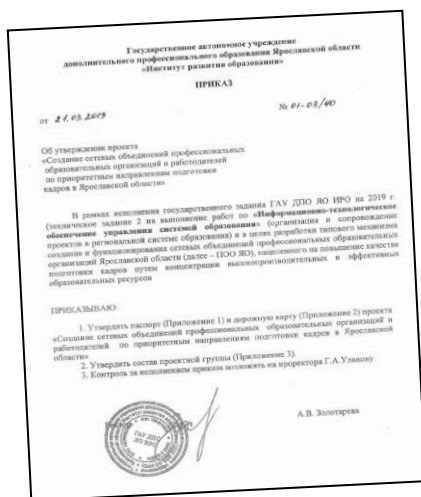 Государственное автономное учреждение
дополнительного профессионального образования Ярославской области
«Институт развития образования»
ПРИКАЗ
от 21.03.2019
№ 01-03/40
Об утверждении проекта
«Создание сетевых объединений профессиональных
образовательных организаций и работодателей
по приоритетным направлениям подготовки
кадров в Ярославской области»
В рамках исполнения государственного задания ГАУ ДПО ЯО ИРО на 2019 г.
(техническое задание 2 на выполнение работ по «Информационно-технологическое
обеспечение управления системой образования» (организация и сопровождение
проектов в региональной системе образования) и в целях разработки типового механизма
создания и функционирования сетевых объединений профессиональных образовательных
организаций Ярославской области (далее – ПОО ЯО), нацеленного на повышение качества
подготовки кадров путем концентрации высокопроизводительных и эффективных
образовательных ресурсов
ПРИКАЗЫВАЮ:
1. Утвердить паспорт (Приложение 1) и дорожную карту (Приложение 2) проекта
«Создание сетевых объединений профессиональных образовательных организаций и
работодателей по приоритетным направлениям подготовки кадров в Ярославской
области»
2. Утвердить состав проектной группы (Приложение 3).
3. Контроль за исполнением приказа возложить на проректора Г.А.Уланову.
ГАУ ДПО
ЯО ИРО
А.В. Золотарева